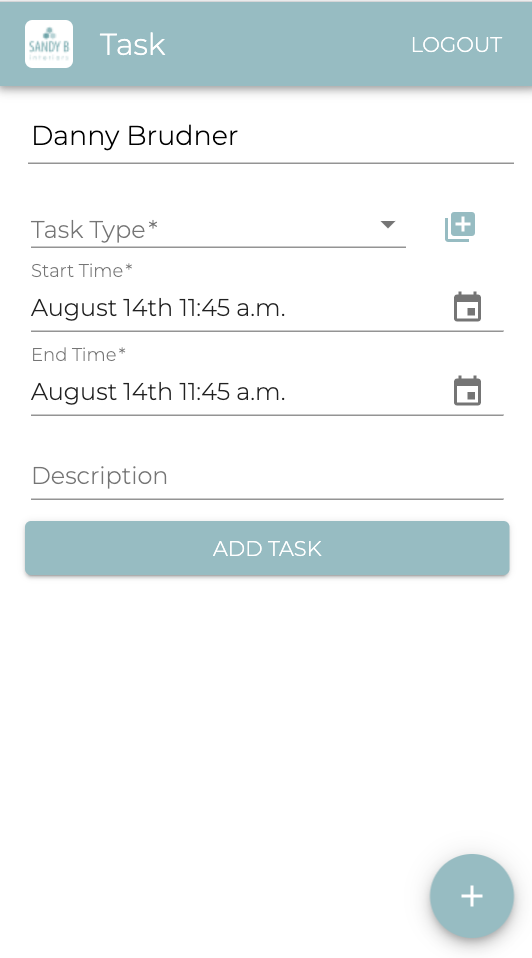 SANDY B
interiors
Task
LOGOUT
Danny Brudner
Task Type*
Start Time*
August 14th 11:45 a.m.
End Time*
August 14th 11:45 a.m.
Description
ADD TASK